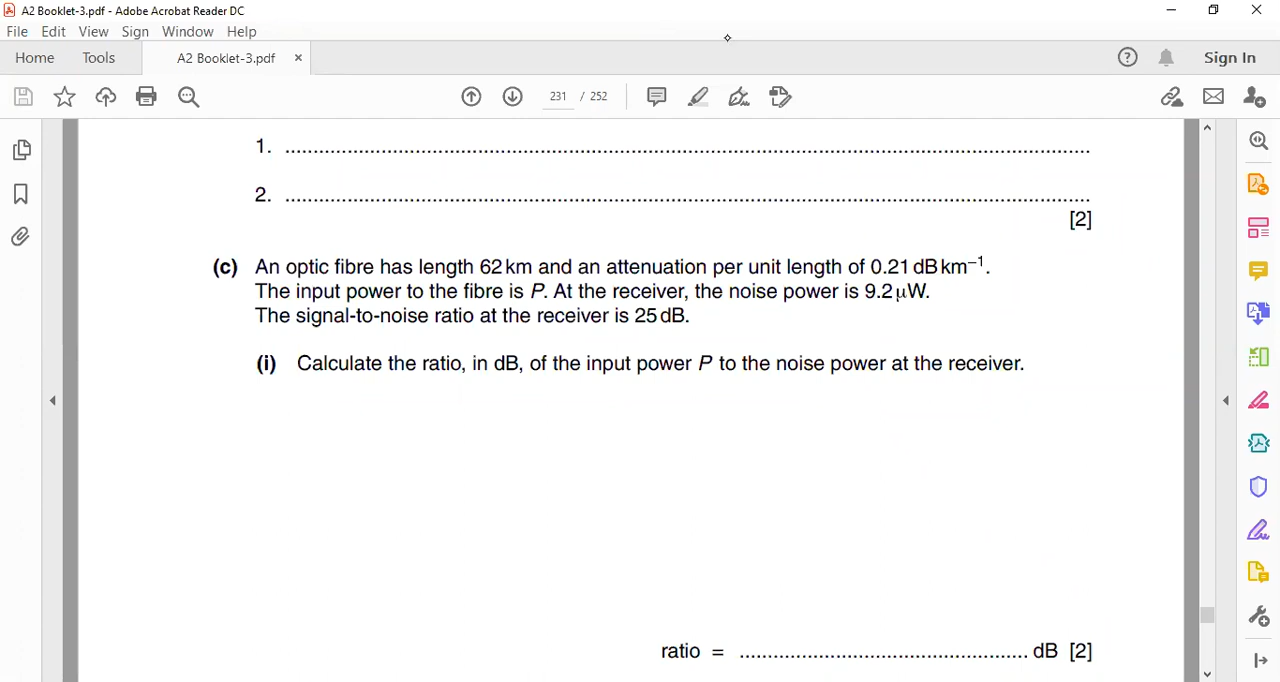 A2 Booklet-3.pdf - Adobe Acrobat Reader DC
File Edit View Sign Window Help
Home Tools A2 Booklet-3.pdf × Sign In
231 / 252
1. ................................................................
2. ................................................................
[2]
(c) An optic fibre has length 62 km and an attenuation per unit length of 0.21 dB km⁻¹.
The input power to the fibre is P. At the receiver, the noise power is 9.2 μW.
The signal-to-noise ratio at the receiver is 25 dB.
(i) Calculate the ratio, in dB, of the input power P to the noise power at the receiver.
ratio = ................................................ dB [2]